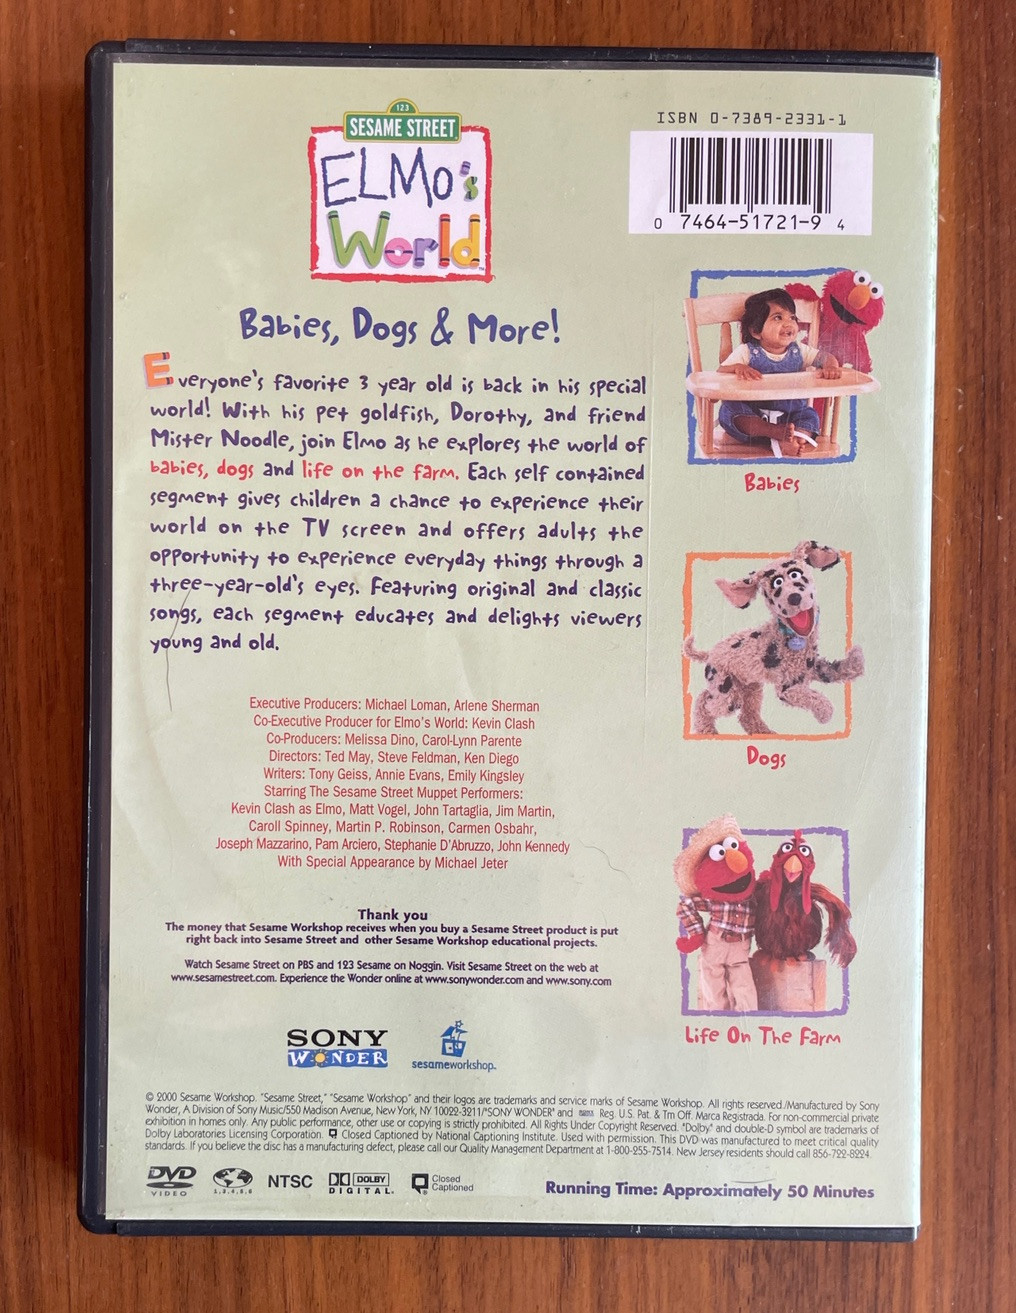 123
SESAME STREET
ELMO's
World
ISBN 0-7389-2331-1
0 7464-51721-9 4
Babies, Dogs & More!
Everyone's favorite 3 year old is back in his special
world! With his pet goldfish, Dorothy, and friend
Mister Noodle, join Elmo as he explores the world of
babies, dogs and life on the farm. Each self contained
segment gives children a chance to experience their
world on the TV screen and offers adults the
opportunity to experience everyday things through a
three-year-old's eyes. Featuring original and classic
songs, each segment educates and delights viewers
young and old.
Babies
Dogs
Life On The Farm
Executive Producers: Michael Loman, Arlene Sherman
Co-Executive Producer for Elmo's World: Kevin Clash
Co-Producers: Melissa Dino, Carol-Lynn Parente
Directors: Ted May, Steve Feldman, Ken Diego
Writers: Tony Geiss, Annie Evans, Emily Kingsley
Starring The Sesame Street Muppet Performers:
Kevin Clash as Elmo, Matt Vogel, John Tartaglia, Jim Martin,
Caroll Spinney, Martin P. Robinson, Carmen Osbahr,
Joseph Mazzarino, Pam Arciero, Stephanie D'Abruzzo, John Kennedy
With Special Appearance by Michael Jeter
Thank you
The money that Sesame Workshop receives when you buy a Sesame Street product is put
right back into Sesame Street and other Sesame Workshop educational projects.
Watch Sesame Street on PBS and 123 Sesame on Noggin. Visit Sesame Street on the web at
www.sesamestreet.com. Experience the Wonder online at www.sonywonder.com and www.sony.com
SONY
WONDER
sesameworkshop.
© 2000 Sesame Workshop. "Sesame Street," "Sesame Workshop" and their logos are trademarks and service marks of Sesame Workshop. All rights reserved./Manufactured by Sony
Wonder, A Division of Sony Music/550 Madison Avenue, New York, NY 10022-3211/"SONY WONDER" and Reg. U.S. Pat. & Tm Off. Marca Registrada. For non-commercial private
exhibition in homes only. Any public performance, other use or copying is strictly prohibited. All Rights Under Copyright Reserved. "Dolby" and double-D symbol are trademarks of
Dolby Laboratories Licensing Corporation. Closed Captioned by National Captioning Institute. Used with permission. This DVD was manufactured to meet critical quality
standards. If you believe the disc has a manufacturing defect, please call our Quality Management Department at 1-800-255-7514. New Jersey residents should call 856-722-8224.
DVD
VIDEO
1,2,4,5,6
NTSC
DOLBY
DIGITAL
Closed
Captioned
Running Time: Approximately 50 Minutes